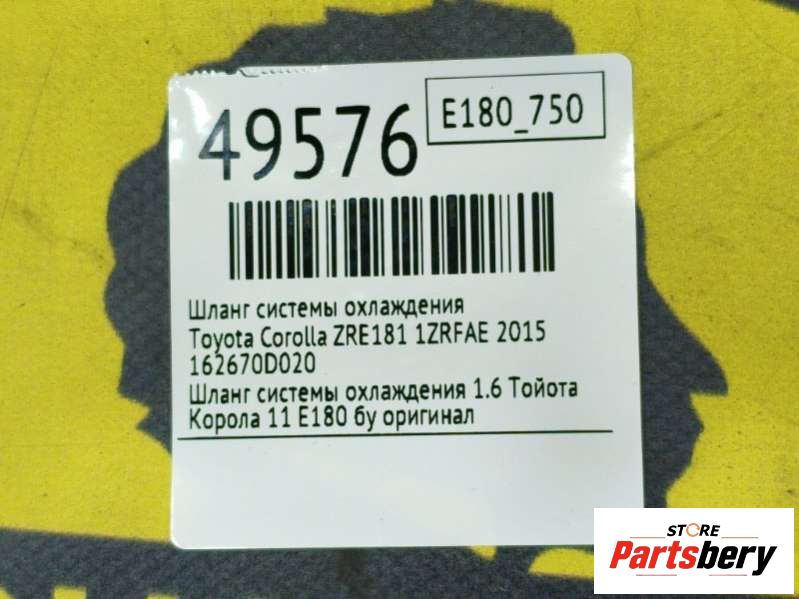 49576
E180_750
Шланг системы охлаждения
Toyota Corolla ZRE181 1ZRFAE 2015
162670D020
Шланг системы охлаждения 1.6 Тойота
Корола 11 Е180 бу оригинал
STORE
Partsbery